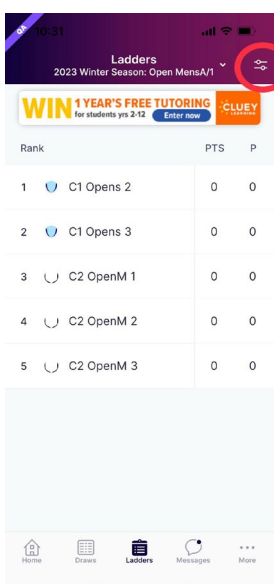 QA
10:31
Ladders
2023 Winter Season: Open MensA/1
WIN 1 YEAR'S FREE TUTORING
for students yrs 2-12 Enter now
CLUEY
LEARNING
Rank PTS P
1 C1 Opens 2 0 0
2 C1 Opens 3 0 0
3 C2 OpenM 1 0 0
4 C2 OpenM 2 0 0
5 C2 OpenM 3 0 0
Home Draws Ladders Messages More